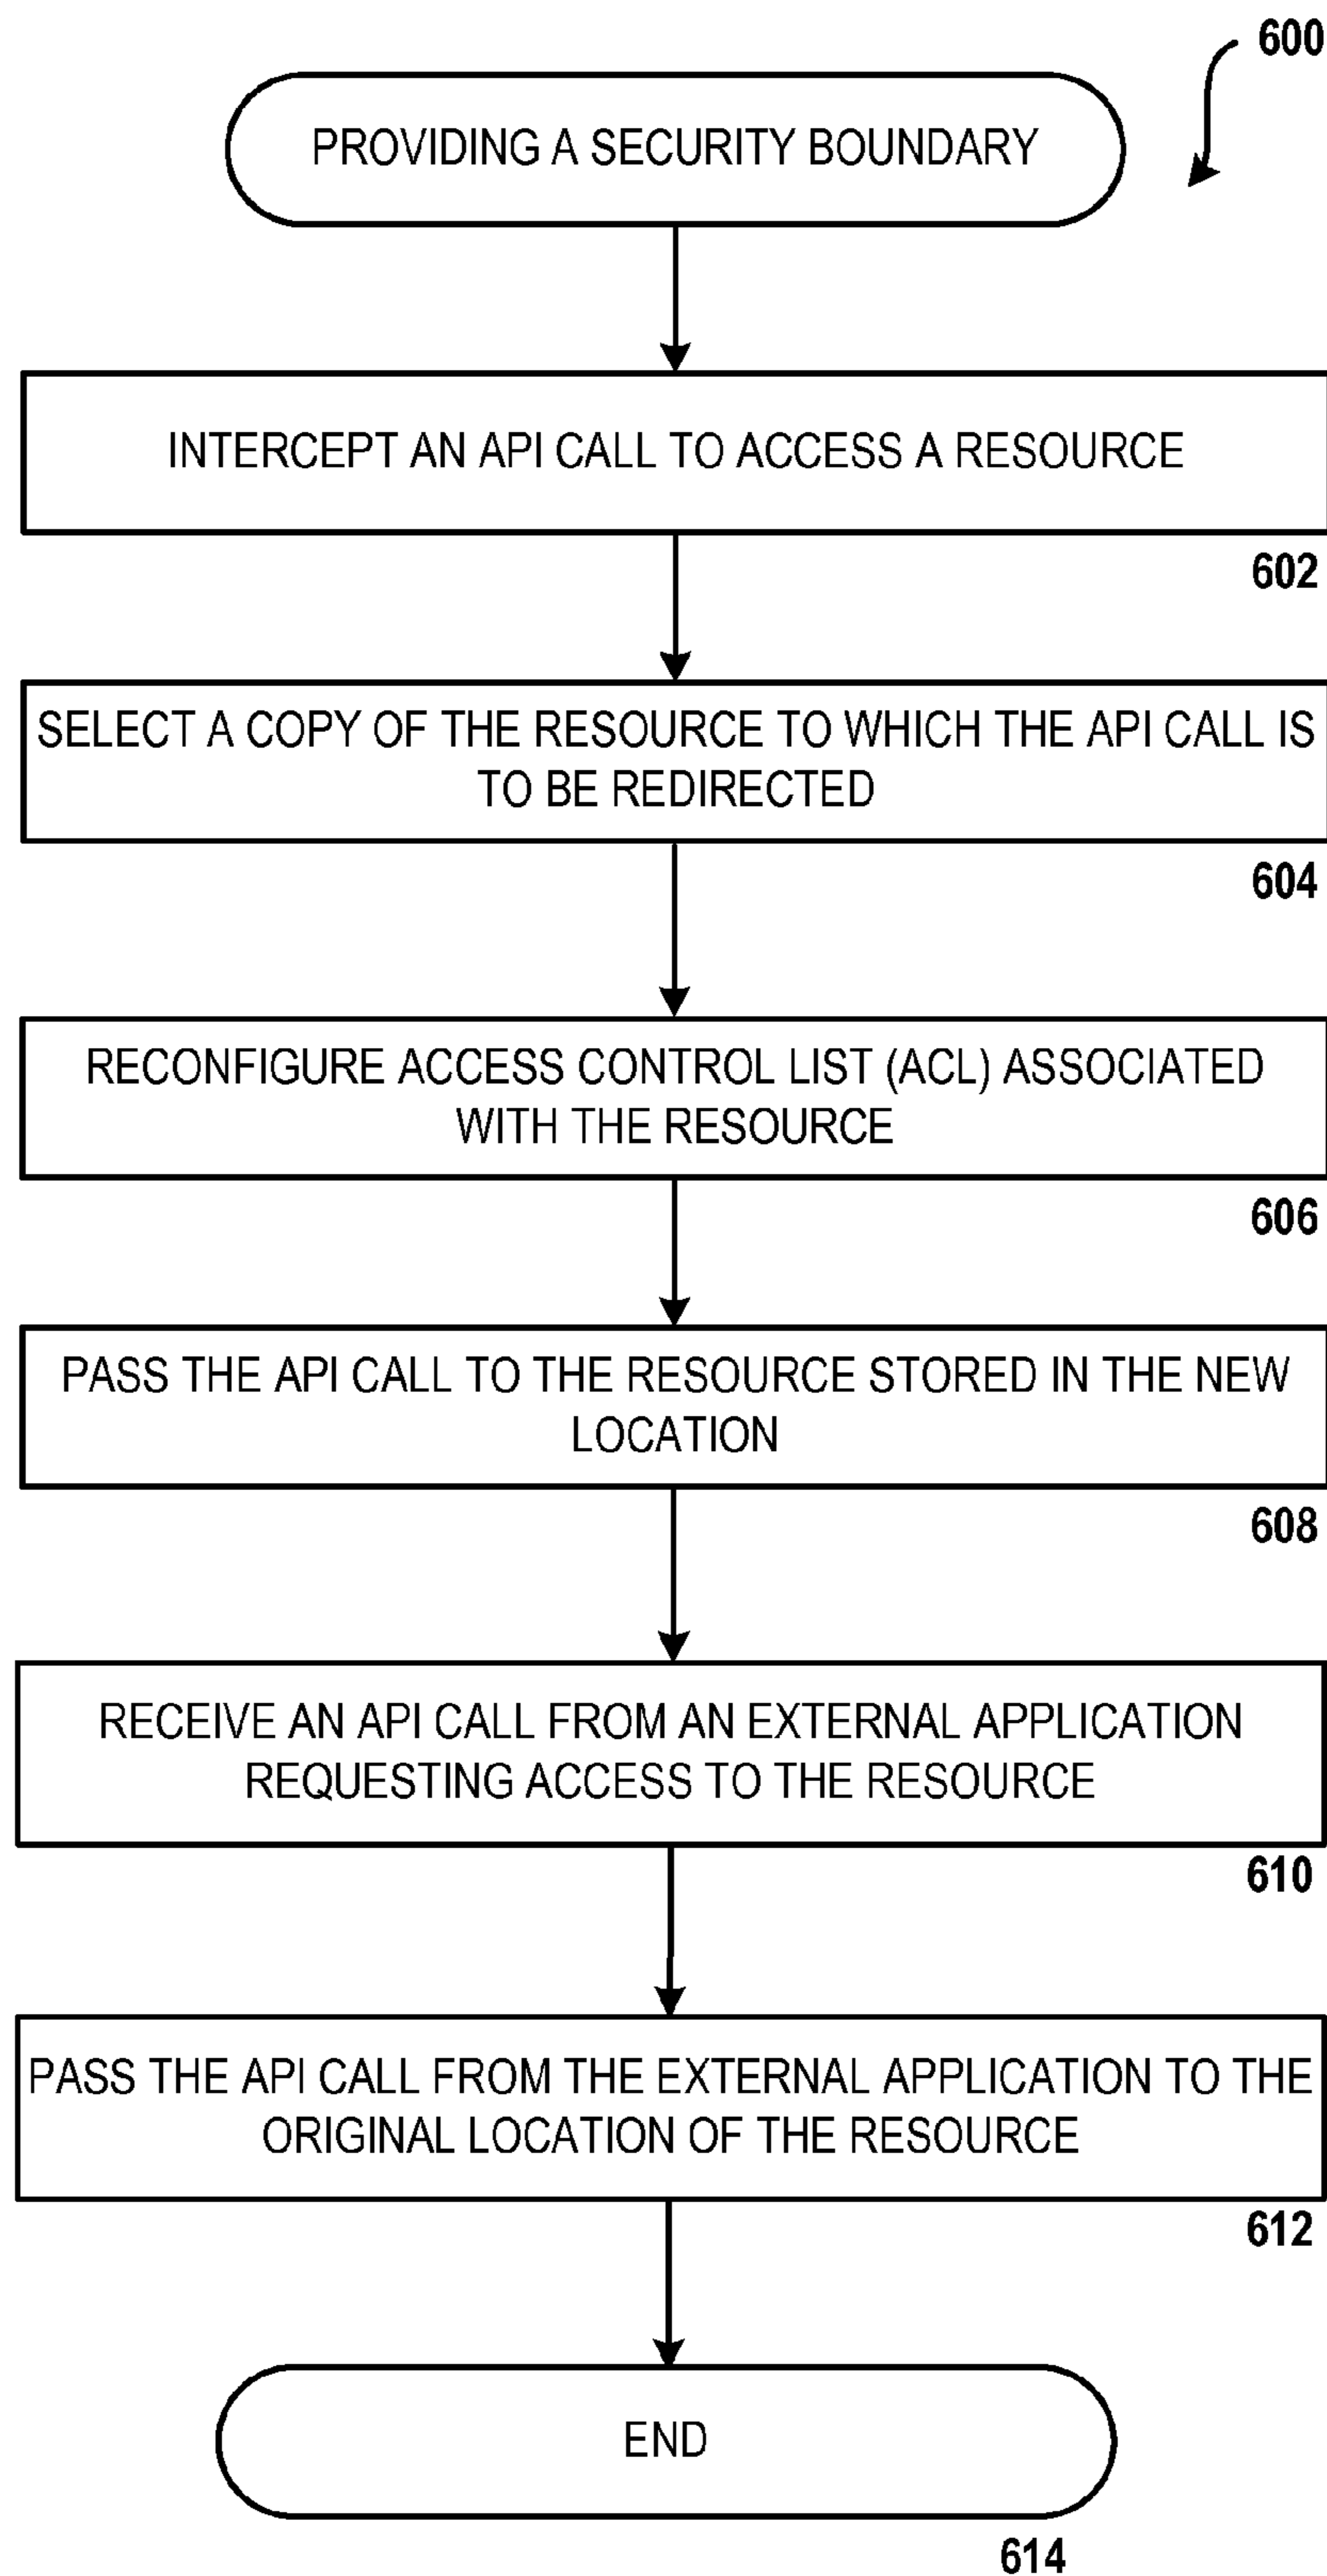 600
PROVIDING A SECURITY BOUNDARY
INTERCEPT AN API CALL TO ACCESS A RESOURCE
602
SELECT A COPY OF THE RESOURCE TO WHICH THE API CALL IS
TO BE REDIRECTED
604
RECONFIGURE ACCESS CONTROL LIST (ACL) ASSOCIATED
WITH THE RESOURCE
606
PASS THE API CALL TO THE RESOURCE STORED IN THE NEW
LOCATION
608
RECEIVE AN API CALL FROM AN EXTERNAL APPLICATION
REQUESTING ACCESS TO THE RESOURCE
610
PASS THE API CALL FROM THE EXTERNAL APPLICATION TO THE
ORIGINAL LOCATION OF THE RESOURCE
612
END
614